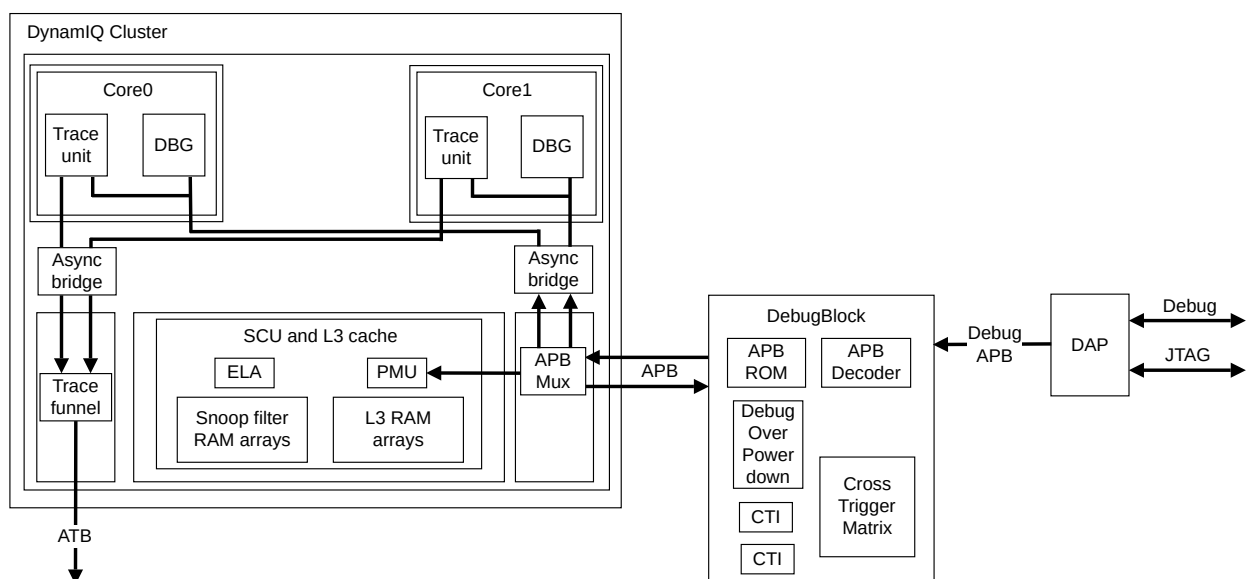 DynamIQ Cluster
Core0
Trace
unit
DBG
Core1
Trace
unit
DBG
Async
bridge
Async
bridge
SCU and L3 cache
ELA
PMU
Snoop filter
RAM arrays
L3 RAM
arrays
APB
Mux
Trace
funnel
ATB
APB
DebugBlock
APB
ROM
APB
Decoder
Debug
Over
Power
down
Cross
Trigger
Matrix
CTI
CTI
Debug
APB
DAP
Debug
JTAG